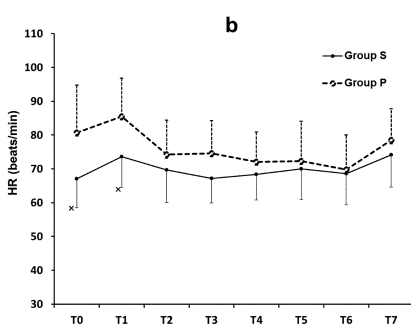 b
110
100
90
80
70
60
50
40
30
HR (beats/min)
Group S
Group P
×
×
T0 T1 T2 T3 T4 T5 T6 T7